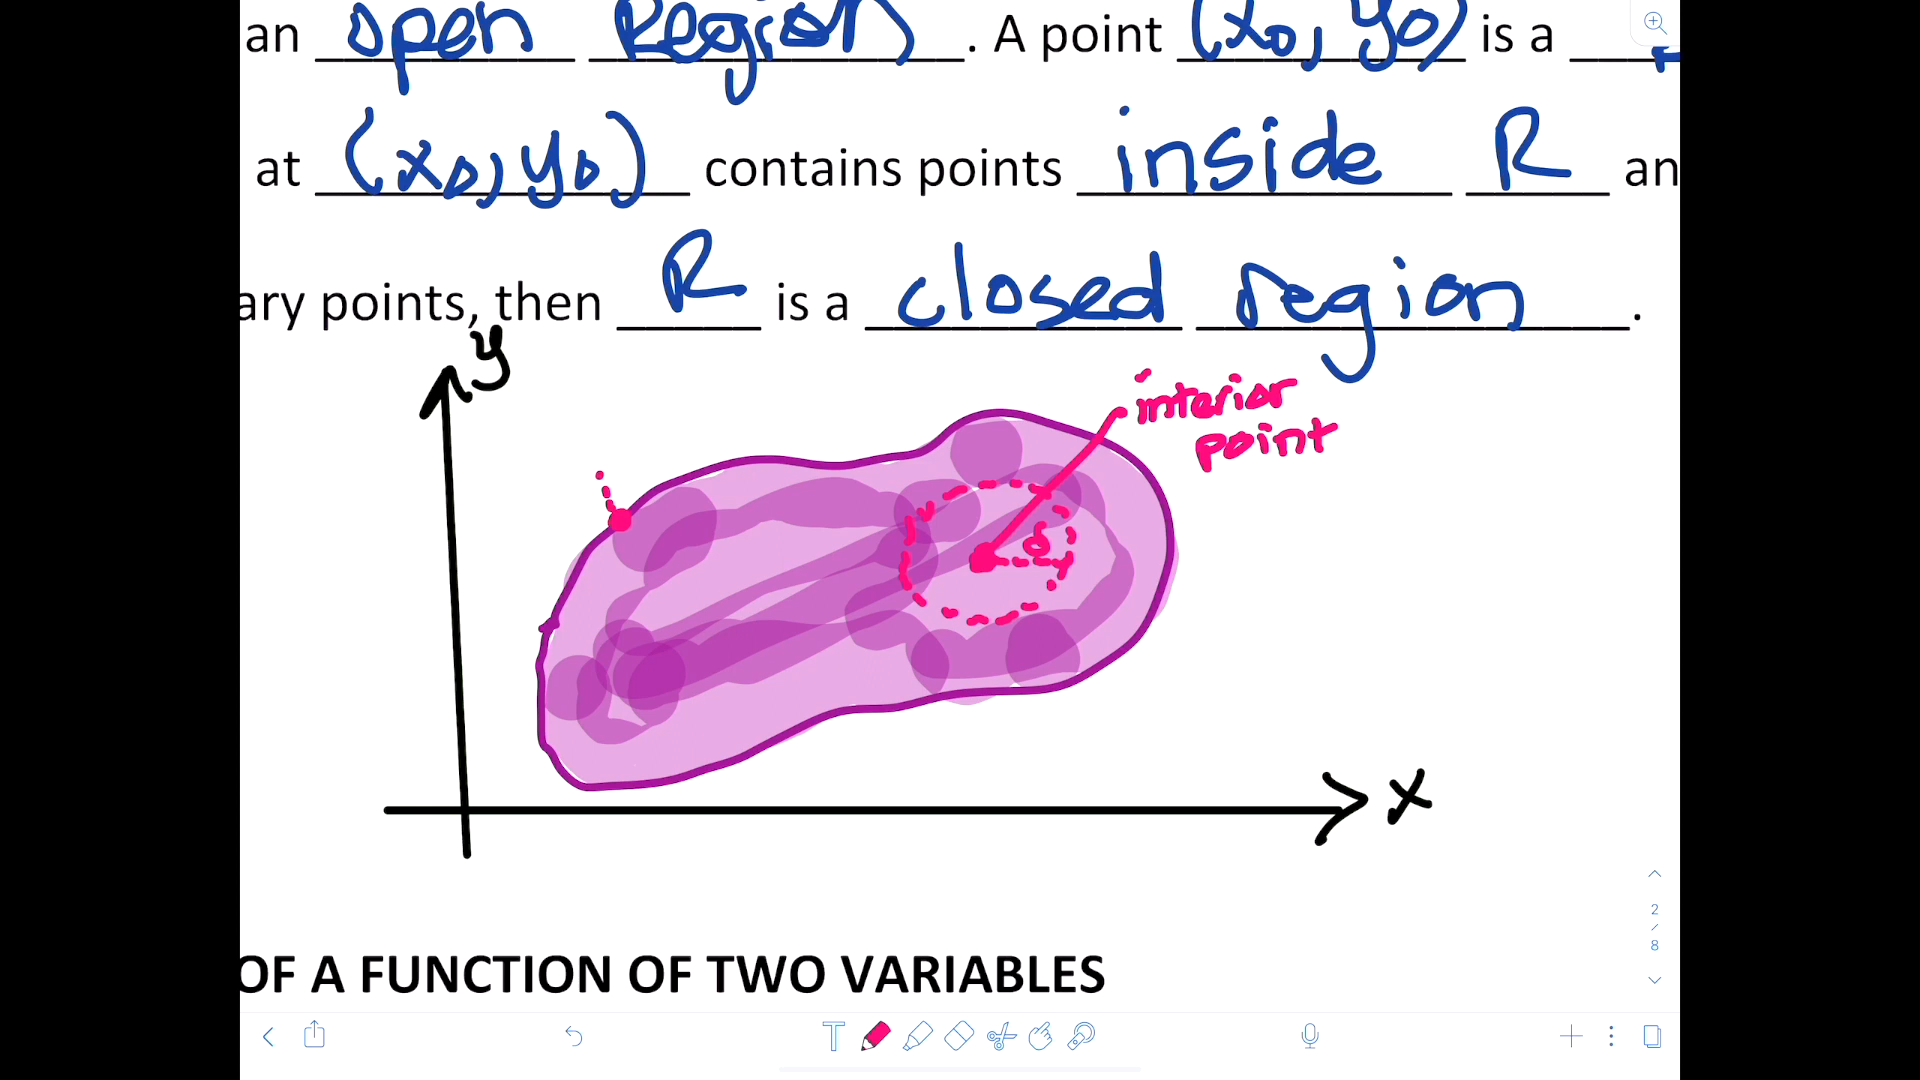 an open Region. A point (x₀, y₀) is a
at (x₀, y₀) contains points inside R an
ary points, then R is a closed region.
y
interior
point
δ
x
2
/
8
OF A FUNCTION OF TWO VARIABLES
T